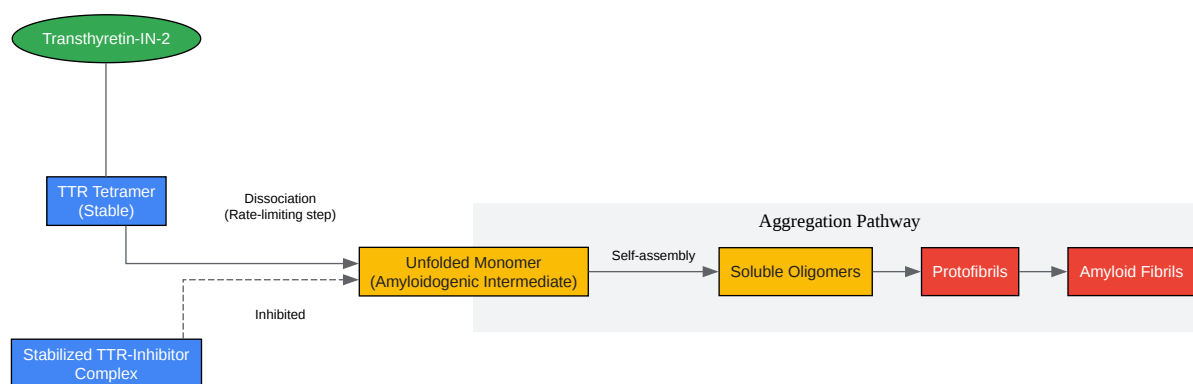 Transthyretin-IN-2
TTR Tetramer
(Stable)
Dissociation
(Rate-limiting step)
Aggregation Pathway
Unfolded Monomer
(Amyloidogenic Intermediate)
Self-assembly
Soluble Oligomers
Protofibrils
Amyloid Fibrils
Inhibited
Stabilized TTR-Inhibitor
Complex